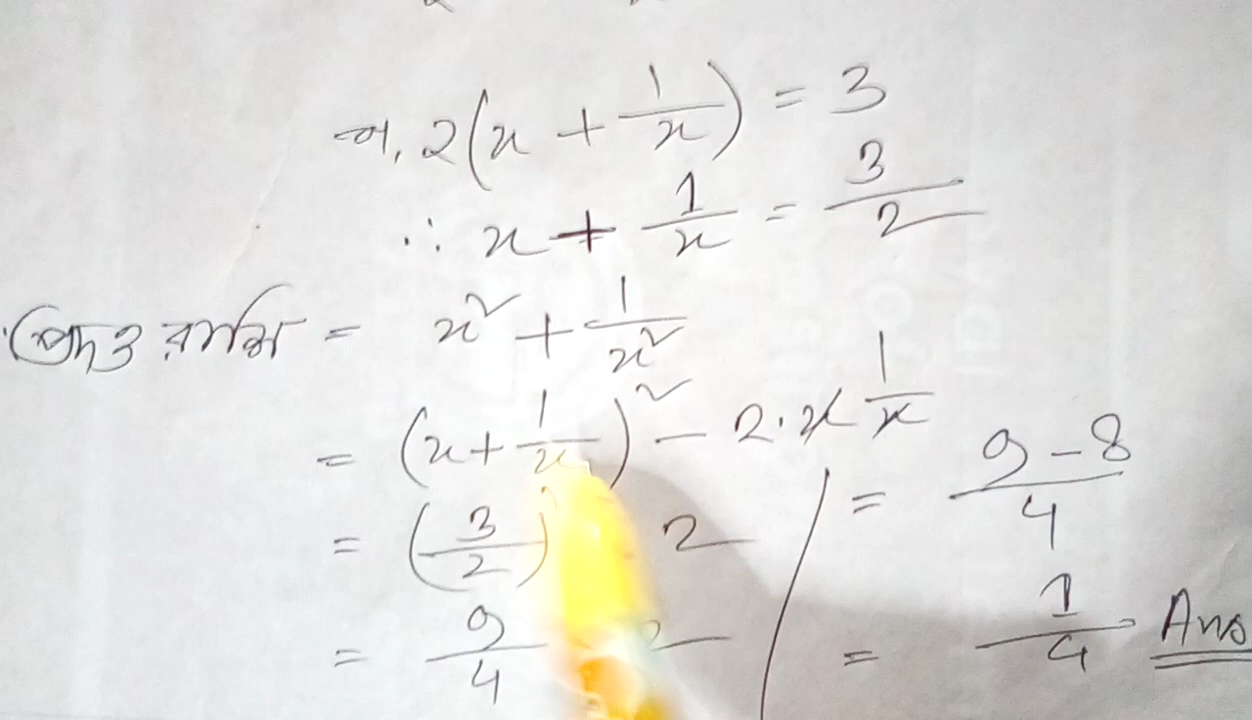 বা, 2(x + 1/x) = 3
∴ x + 1/x = 3/2
প্রদত্ত রাশি = x² + 1/x²
= (x + 1/x)² - 2.x 1/x
= (3/2) 2
= 9/4 2
= 9-8/4
= 1/4 Ans